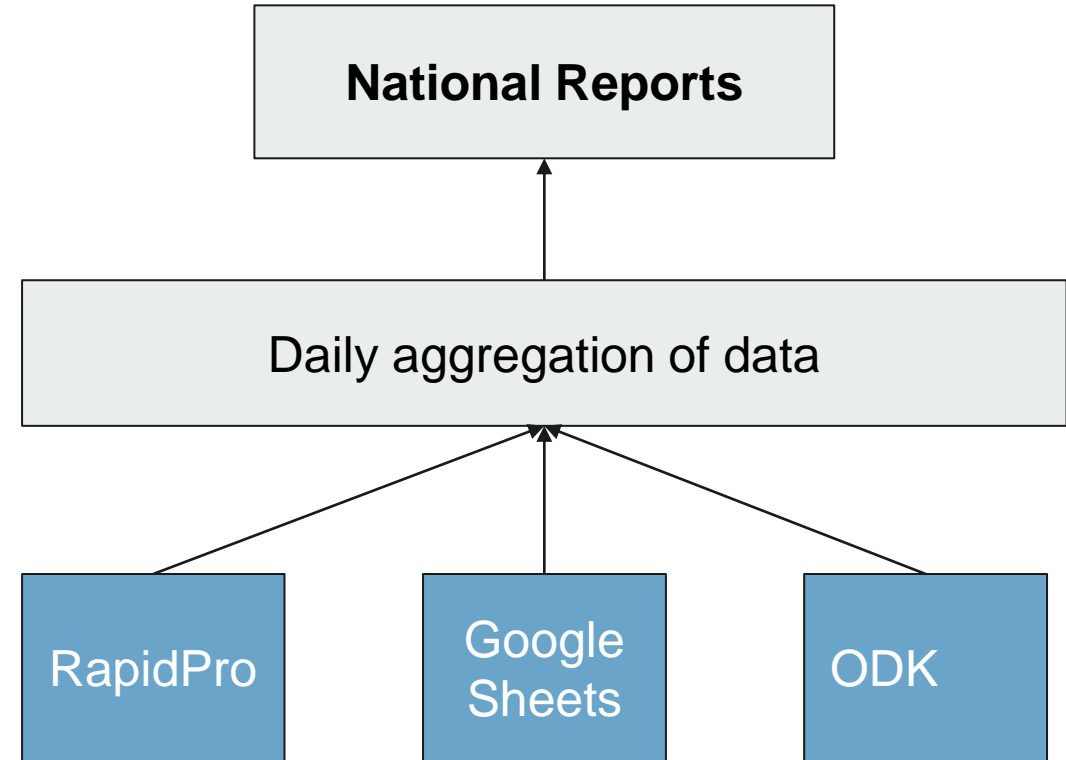 National Reports
Daily aggregation of data
RapidPro
Google
Sheets
ODK